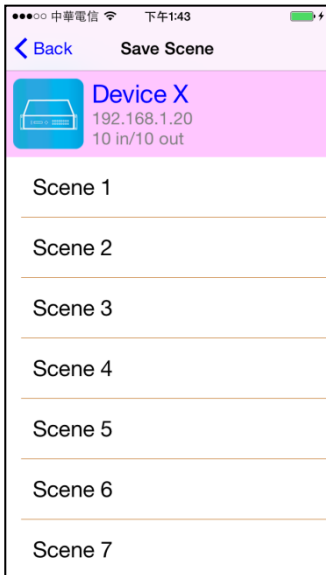 中華電信 下午1:43
Back Save Scene
Device X
192.168.1.20
10 in/10 out
Scene 1
Scene 2
Scene 3
Scene 4
Scene 5
Scene 6
Scene 7